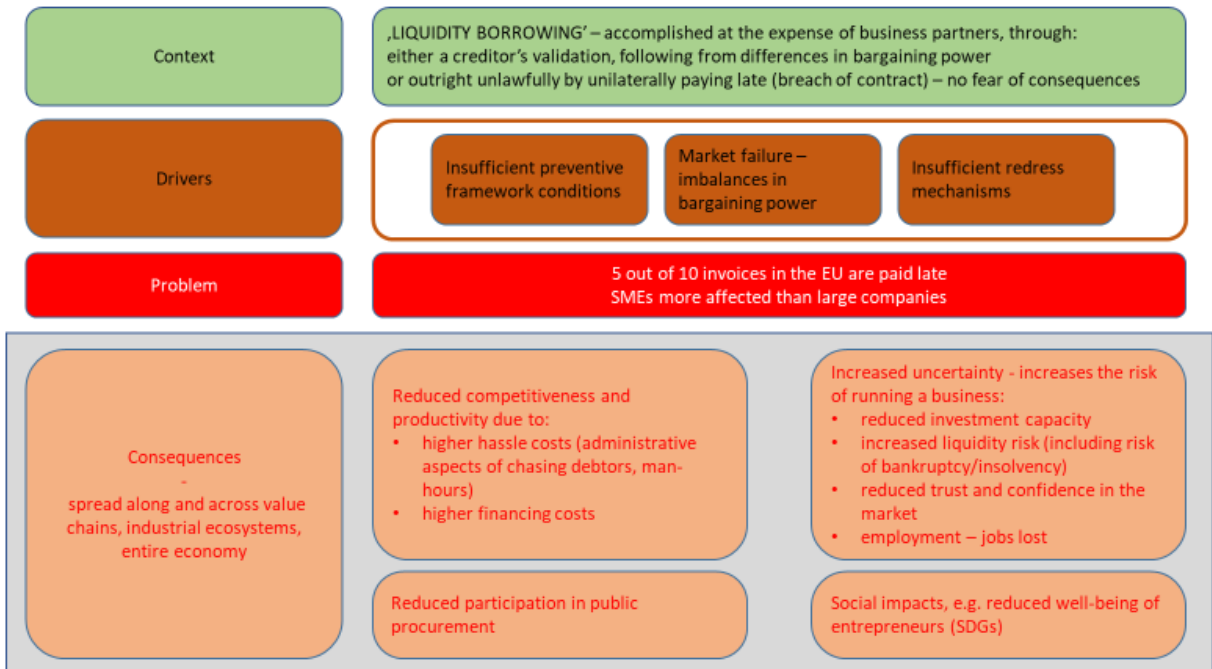 Context
‚LIQUIDITY BORROWING’ – accomplished at the expense of business partners, through:
either a creditor’s validation, following from differences in bargaining power
or outright unlawfully by unilaterally paying late (breach of contract) – no fear of consequences
Drivers
Insufficient preventive
framework conditions
Market failure –
imbalances in
bargaining power
Insufficient redress
mechanisms
Problem
5 out of 10 invoices in the EU are paid late
SMEs more affected than large companies
Consequences
-
spread along and across value
chains, industrial ecosystems,
entire economy
Reduced competitiveness and
productivity due to:
• higher hassle costs (administrative
aspects of chasing debtors, man-
hours)
• higher financing costs
Increased uncertainty - increases the risk
of running a business:
• reduced investment capacity
• increased liquidity risk (including risk
of bankruptcy/insolvency)
• reduced trust and confidence in the
market
• employment – jobs lost
Reduced participation in public
procurement
Social impacts, e.g. reduced well-being of
entrepreneurs (SDGs)